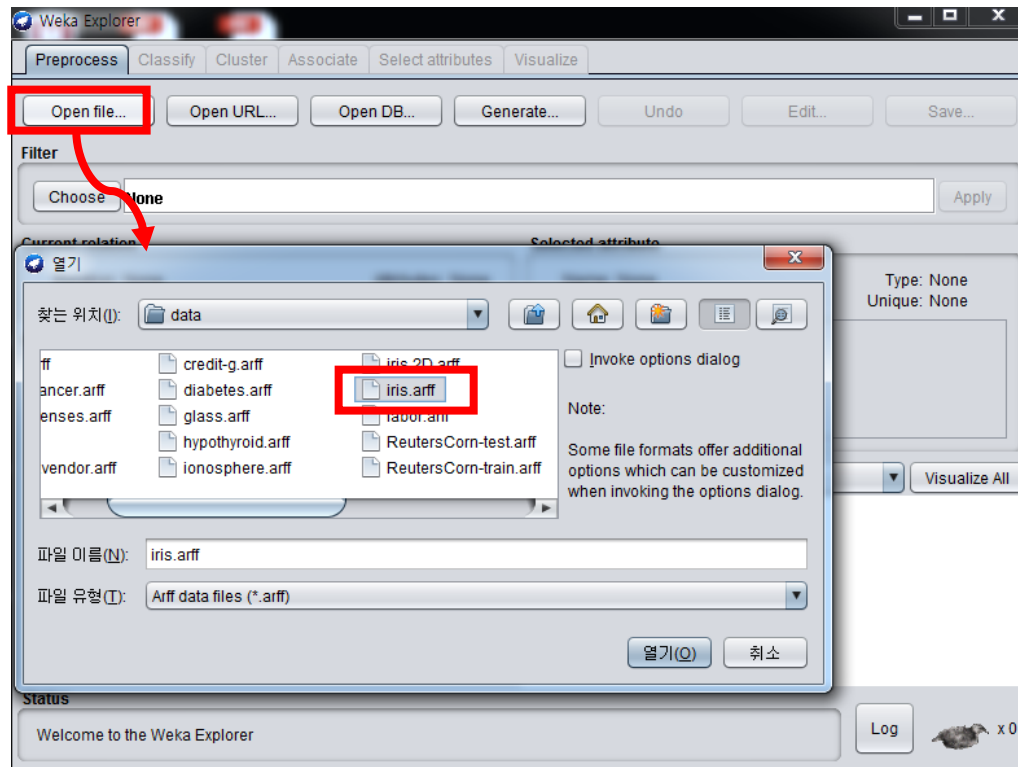 Weka Explorer
Preprocess Classify Cluster Associate Select attributes Visualize
Open file... Open URL... Open DB... Generate... Undo Edit... Save...
Filter
Choose None Apply
Current relation Selected attribute
열기
Type: None
Unique: None
찾는 위치(I): data
ff credit-g.arff iris.2D.arff
ancer.arff diabetes.arff iris.arff
enses.arff glass.arff labor.arff
hypothyroid.arff ReutersCorn-test.arff
vendor.arff ionosphere.arff ReutersCorn-train.arff
Invoke options dialog
Note:
Some file formats offer additional
options which can be customized
when invoking the options dialog.
Visualize All
파일 이름(N): iris.arff
파일 유형(T): Arff data files (*.arff)
열기(O) 취소
Status
Welcome to the Weka Explorer
Log x 0